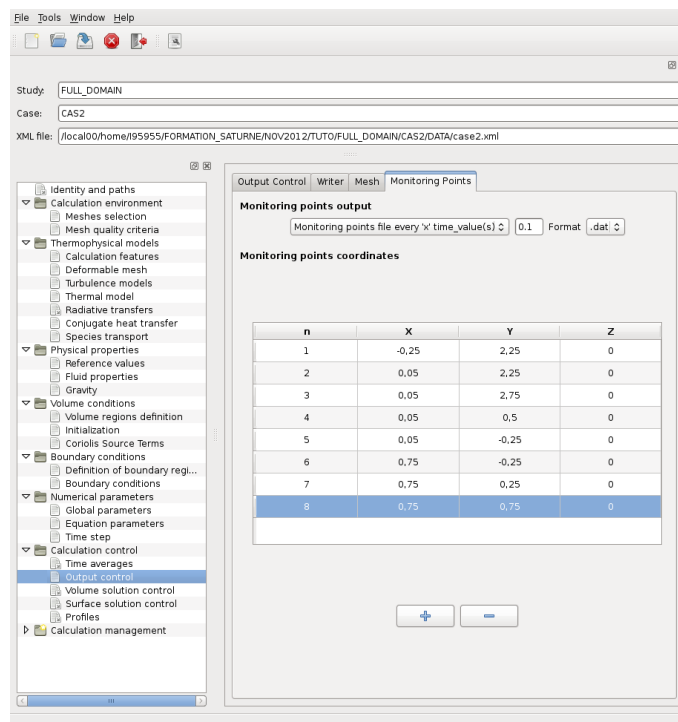 File Tools Window Help
Study: FULL_DOMAIN
Case: CAS2
XML file: /local00/home/I95955/FORMATION_SATURNE/NOV2012/TUTO/FULL_DOMAIN/CAS2/DATA/case2.xml
Identity and paths
Calculation environment
Meshes selection
Mesh quality criteria
Thermophysical models
Calculation features
Deformable mesh
Turbulence models
Thermal model
Radiative transfers
Conjugate heat transfer
Species transport
Physical properties
Reference values
Fluid properties
Gravity
Volume conditions
Volume regions definition
Initialization
Coriolis Source Terms
Boundary conditions
Definition of boundary regi...
Boundary conditions
Numerical parameters
Global parameters
Equation parameters
Time step
Calculation control
Time averages
Output control
Volume solution control
Surface solution control
Profiles
Calculation management
Output Control Writer Mesh Monitoring Points
Monitoring points output
Monitoring points file every 'x' time_value(s) 0.1 Format .dat
Monitoring points coordinates
n X Y Z
1 -0,25 2,25 0
2 0,05 2,25 0
3 0,05 2,75 0
4 0,05 0,5 0
5 0,05 -0,25 0
6 0,75 -0,25 0
7 0,75 0,25 0
8 0,75 0,75 0